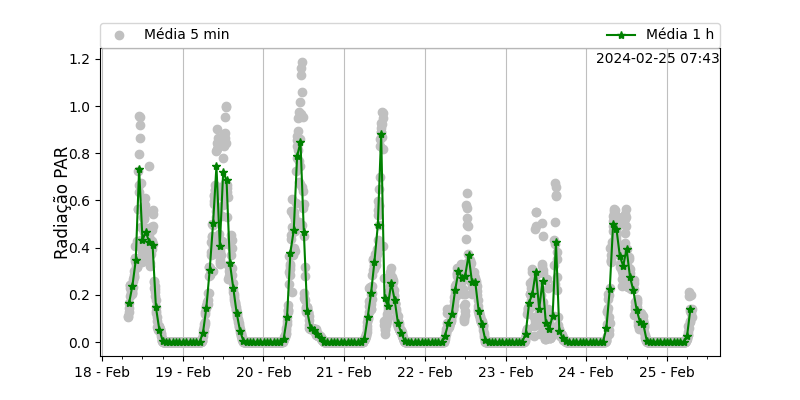 Média 5 min
Média 1 h
2024-02-25 07:43
Radiação PAR
1.2
1.0
0.8
0.6
0.4
0.2
0.0
18 - Feb
19 - Feb
20 - Feb
21 - Feb
22 - Feb
23 - Feb
24 - Feb
25 - Feb